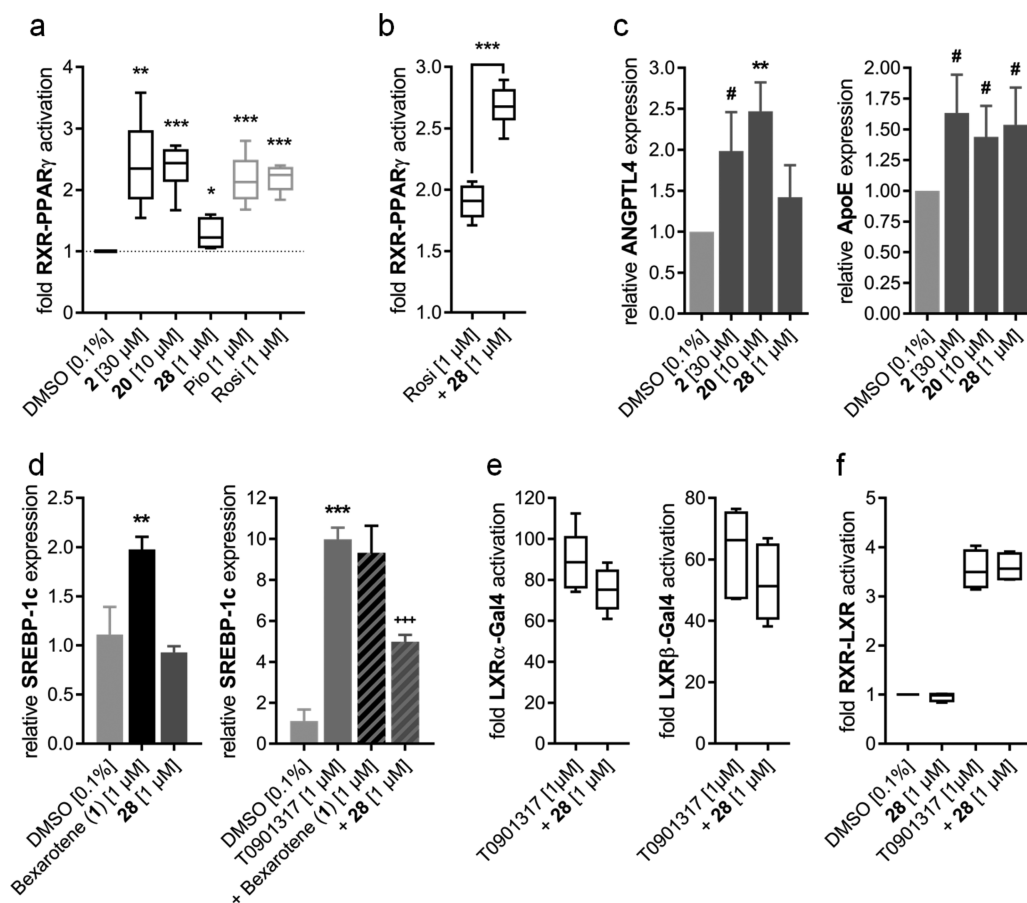 a
fold RXR-PPARγ activation
4
3
2
1
0
**
***
*
***
***
DMSO [0.1%]
2 [30 µM]
20 [10 µM]
28 [1 µM]
Pio [1 µM]
Rosi [1 µM]
b
fold RXR-PPARγ activation
3.0
2.5
2.0
1.5
1.0
***
Rosi [1 µM]
+ 28 [1 µM]
c
relative ANGPTL4 expression
3.0
2.5
2.0
1.5
1.0
0.5
0.0
#
**
DMSO [0.1%]
2 [30 µM]
20 [10 µM]
28 [1 µM]
relative ApoE expression
2.00
1.75
1.50
1.25
1.00
0.75
0.50
0.25
0.00
#
#
#
DMSO [0.1%]
2 [30 µM]
20 [10 µM]
28 [1 µM]
d
relative SREBP-1c expression
2.5
2.0
1.5
1.0
0.5
0.0
**
DMSO [0.1%]
Bexarotene (1) [1 µM]
28 [1 µM]
relative SREBP-1c expression
12
10
8
6
4
2
0
***
+++
DMSO [0.1%]
T0901317 [1 µM]
+ Bexarotene (1) [1 µM]
+ 28 [1 µM]
e
fold LXRα-Gal4 activation
120
100
80
60
40
20
0
T0901317 [1µM]
+ 28 [1 µM]
fold LXRβ-Gal4 activation
80
60
40
20
0
T0901317 [1µM]
+ 28 [1 µM]
f
fold RXR-LXR activation
5
4
3
2
1
0
DMSO [0.1%]
28 [1 µM]
T0901317 [1 µM]
+ 28 [1 µM]